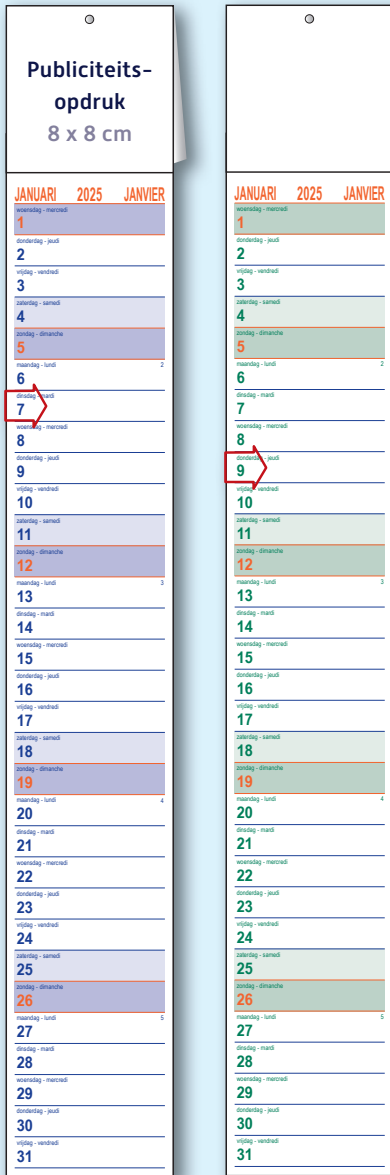 Publiciteits-
opdruk
8 x 8 cm
JANUARI 2025 JANVIER
woensdag - mercredi
1
donderdag - jeudi
2
vrijdag - vendredi
3
zaterdag - samedi
4
zondag - dimanche
5
maandag - lundi 2
6
dinsdag - mardi
7
woensdag - mercredi
8
donderdag - jeudi
9
vrijdag - vendredi
10
zaterdag - samedi
11
zondag - dimanche
12
maandag - lundi 3
13
dinsdag - mardi
14
woensdag - mercredi
15
donderdag - jeudi
16
vrijdag - vendredi
17
zaterdag - samedi
18
zondag - dimanche
19
maandag - lundi 4
20
dinsdag - mardi
21
woensdag - mercredi
22
donderdag - jeudi
23
vrijdag - vendredi
24
zaterdag - samedi
25
zondag - dimanche
26
maandag - lundi 5
27
dinsdag - mardi
28
woensdag - mercredi
29
donderdag - jeudi
30
vrijdag - vendredi
31
JANUARI 2025 JANVIER
woensdag - mercredi
1
donderdag - jeudi
2
vrijdag - vendredi
3
zaterdag - samedi
4
zondag - dimanche
5
maandag - lundi 2
6
dinsdag - mardi
7
woensdag - mercredi
8
donderdag - jeudi
9
vrijdag - vendredi
10
zaterdag - samedi
11
zondag - dimanche
12
maandag - lundi 3
13
dinsdag - mardi
14
woensdag - mercredi
15
donderdag - jeudi
16
vrijdag - vendredi
17
zaterdag - samedi
18
zondag - dimanche
19
maandag - lundi 4
20
dinsdag - mardi
21
woensdag - mercredi
22
donderdag - jeudi
23
vrijdag - vendredi
24
zaterdag - samedi
25
zondag - dimanche
26
maandag - lundi 5
27
dinsdag - mardi
28
woensdag - mercredi
29
donderdag - jeudi
30
vrijdag - vendredi
31